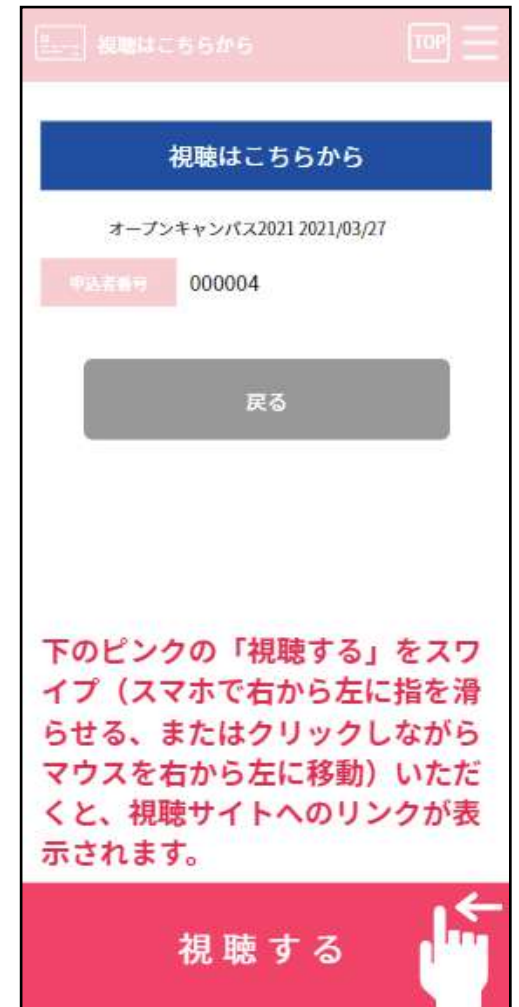 視聴はこちらから
TOP
視聴はこちらから
オープンキャンパス2021 2021/03/27
申込者番号 000004
戻る
下のピンクの「視聴する」をスワ
イプ（スマホで右から左に指を滑
らせる、またはクリックしながら
マウスを右から左に移動）いただ
くと、視聴サイトへのリンクが表
示されます。
視聴する